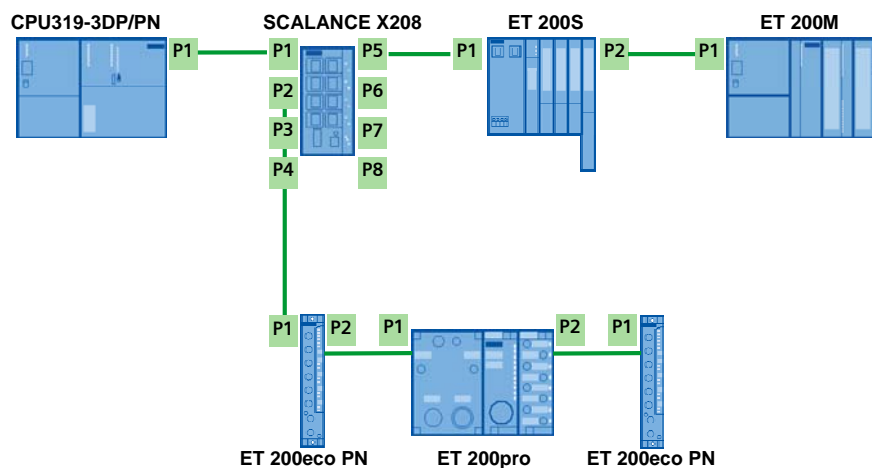 CPU319-3DP/PN SCALANCE X208 ET 200S ET 200M
P1 P1 P5 P1 P2 P1
P2 P6
P3 P7
P4 P8
P1 P2 P1 P2 P1
ET 200eco PN ET 200pro ET 200eco PN